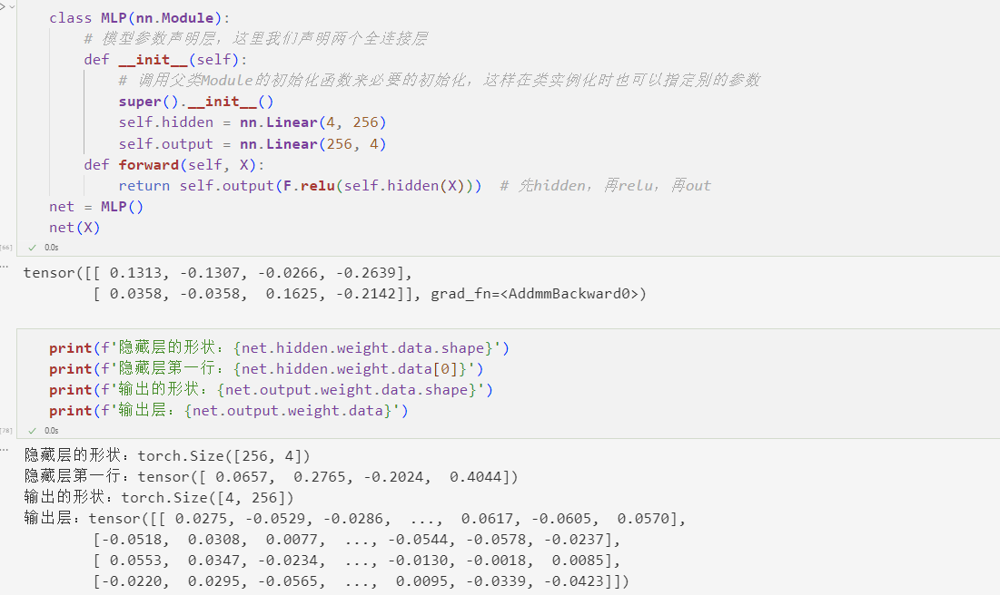 class MLP(nn.Module):
# 模型参数声明层，这里我们声明两个全连接层
def __init__(self):
# 调用父类Module的初始化函数来必要的初始化，这样在类实例化时也可以指定别的参数
super().__init__()
self.hidden = nn.Linear(4, 256)
self.output = nn.Linear(256, 4)
def forward(self, X):
return self.output(F.relu(self.hidden(X)))  # 先hidden，再relu，再out
net = MLP()
net(X)
[66] ✓ 0.0s
... tensor([[ 0.1313, -0.1307, -0.0266, -0.2639],
[ 0.0358, -0.0358,  0.1625, -0.2142]], grad_fn=<AddmmBackward0>)
print(f'隐藏层的形状：{net.hidden.weight.data.shape}')
print(f'隐藏层第一行：{net.hidden.weight.data[0]}')
print(f'输出的形状：{net.output.weight.data.shape}')
print(f'输出层：{net.output.weight.data}')
[78] ✓ 0.0s
... 隐藏层的形状：torch.Size([256, 4])
隐藏层第一行：tensor([ 0.0657,  0.2765, -0.2024,  0.4044])
输出的形状：torch.Size([4, 256])
输出层：tensor([[ 0.0275, -0.0529, -0.0286,  ...,  0.0617, -0.0605,  0.0570],
[-0.0518,  0.0308,  0.0077,  ..., -0.0544, -0.0578, -0.0237],
[ 0.0553,  0.0347, -0.0234,  ..., -0.0130, -0.0018,  0.0085],
[-0.0220,  0.0295, -0.0565,  ...,  0.0095, -0.0339, -0.0423]])